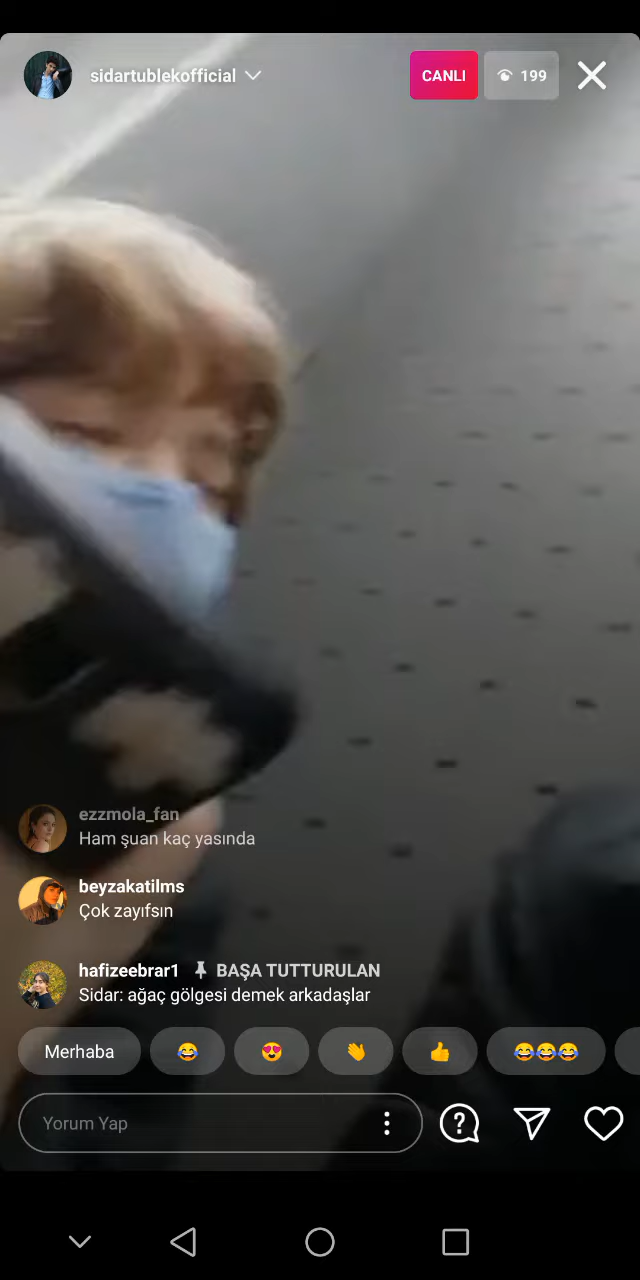 sidartublekofficial
CANLI
199
ezzmola_fan
Ham şuan kaç yasında
beyzakatilms
Çok zayıfsın
hafizeebrar1 BAŞA TUTTURULAN
Sidar: ağaç gölgesi demek arkadaşlar
Merhaba
Yorum Yap